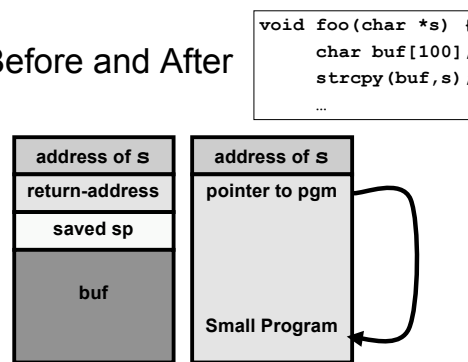 Before and After
void foo(char *s) {
char buf[100];
strcpy(buf,s);
…
address of s
return-address
saved sp
buf
address of s
pointer to pgm
Small Program